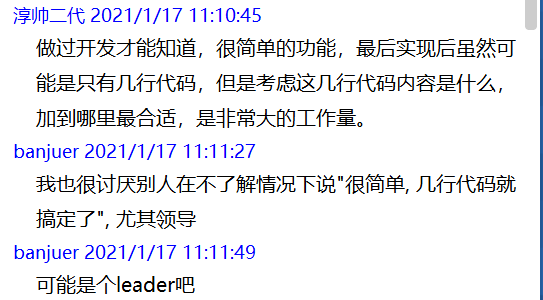 淳帅二代 2021/1/17 11:10:45
做过开发才能知道，很简单的功能，最后实现后虽然可
能是只有几行代码，但是考虑这几行代码内容是什么，
加到哪里最合适，是非常大的工作量。
banjuer 2021/1/17 11:11:27
我也很讨厌别人在不了解情况下说"很简单, 几行代码就
搞定了", 尤其领导
banjuer 2021/1/17 11:11:49
可能是个leader吧